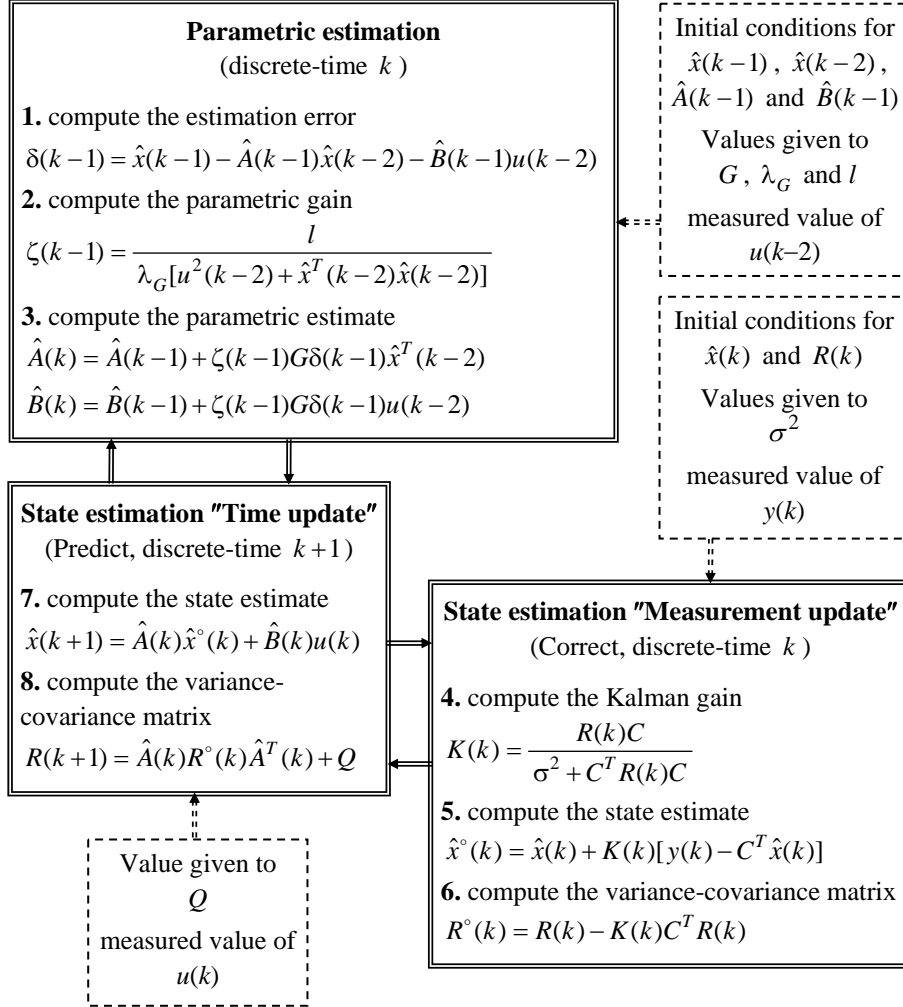 Parametric estimation
(discrete-time k )
1. compute the estimation error
δ(k−1) = x̂(k−1) − Â(k−1)x̂(k−2) − B̂(k−1)u(k−2)
2. compute the parametric gain
ζ(k−1) = l / λ_G[u²(k−2) + x̂ᵀ(k−2)x̂(k−2)]
3. compute the parametric estimate
Â(k) = Â(k−1) + ζ(k−1)Gδ(k−1)x̂ᵀ(k−2)
B̂(k) = B̂(k−1) + ζ(k−1)Gδ(k−1)u(k−2)
Initial conditions for
x̂(k−1) , x̂(k−2) ,
Â(k−1) and B̂(k−1)
Values given to
G , λ_G and l
measured value of
u(k–2)
Initial conditions for
x̂(k) and R(k)
Values given to
σ²
measured value of
y(k)
State estimation "Time update"
(Predict, discrete-time k+1)
7. compute the state estimate
x̂(k+1) = Â(k)x̂°(k) + B̂(k)u(k)
8. compute the variance-
covariance matrix
R(k+1) = Â(k)R°(k)Âᵀ(k) + Q
State estimation "Measurement update"
(Correct, discrete-time k )
4. compute the Kalman gain
K(k) = R(k)C / σ² + CᵀR(k)C
5. compute the state estimate
x̂°(k) = x̂(k) + K(k)[y(k) − Cᵀx̂(k)]
6. compute the variance-covariance matrix
R°(k) = R(k) − K(k)CᵀR(k)
Value given to
Q
measured value of
u(k)